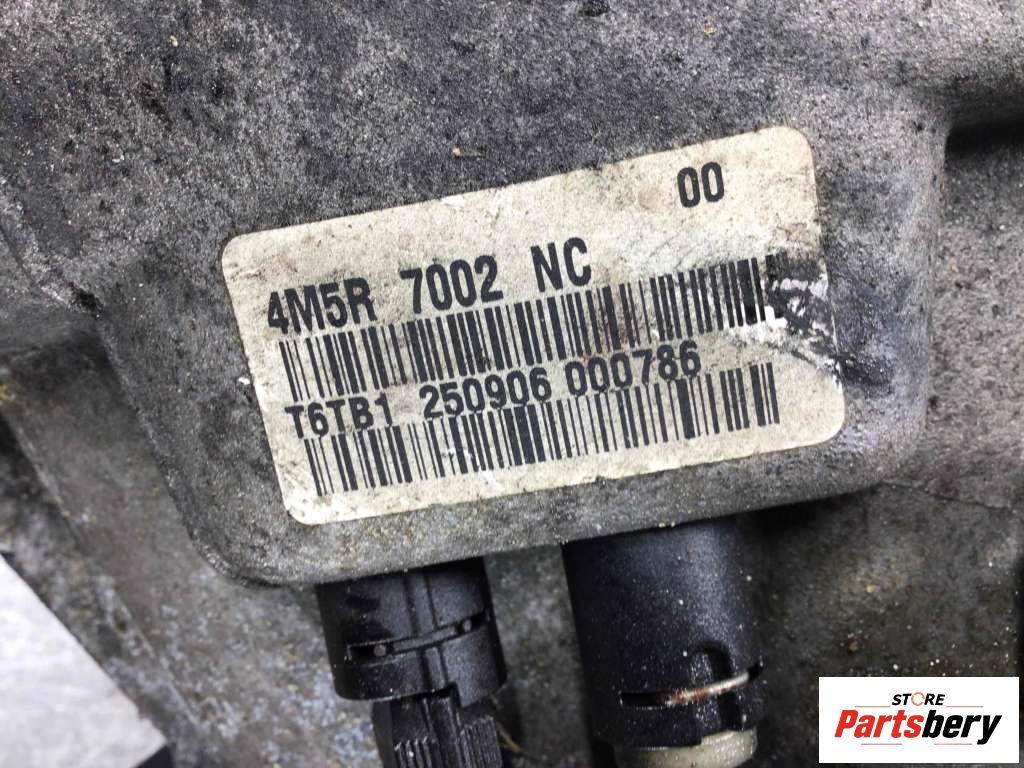 00
4M5R 7002 NC
T6TB1 250906 000786
STORE
Partsbery